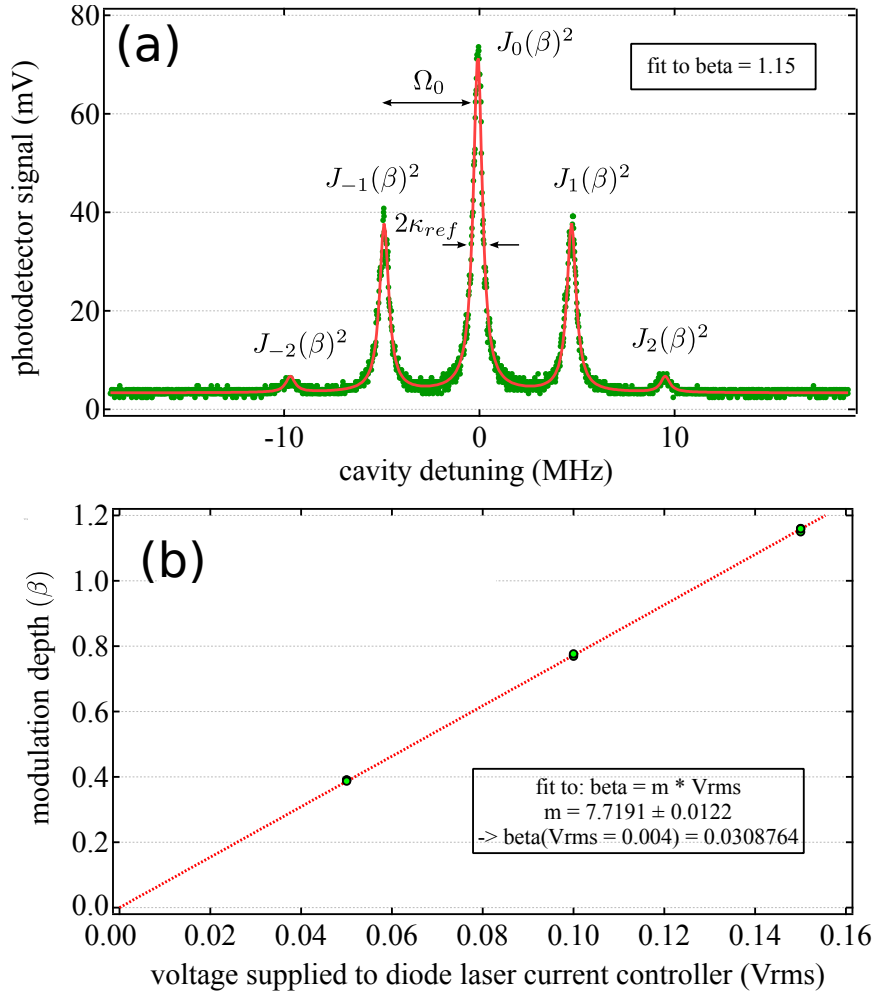 (a)
J₀(β)²
fit to beta = 1.15
Ω₀
J₋₁(β)²
J₁(β)²
2κ_ref
J₋₂(β)²
J₂(β)²
80
60
40
20
0
photodetector signal (mV)
-10 0 10
cavity detuning (MHz)
(b)
1.2
1.0
0.8
0.6
0.4
0.2
0.0
modulation depth (β)
fit to: beta = m * Vrms
m = 7.7191 ± 0.0122
-> beta(Vrms = 0.004) = 0.0308764
0.00 0.02 0.04 0.06 0.08 0.10 0.12 0.14 0.16
voltage supplied to diode laser current controller (Vrms)